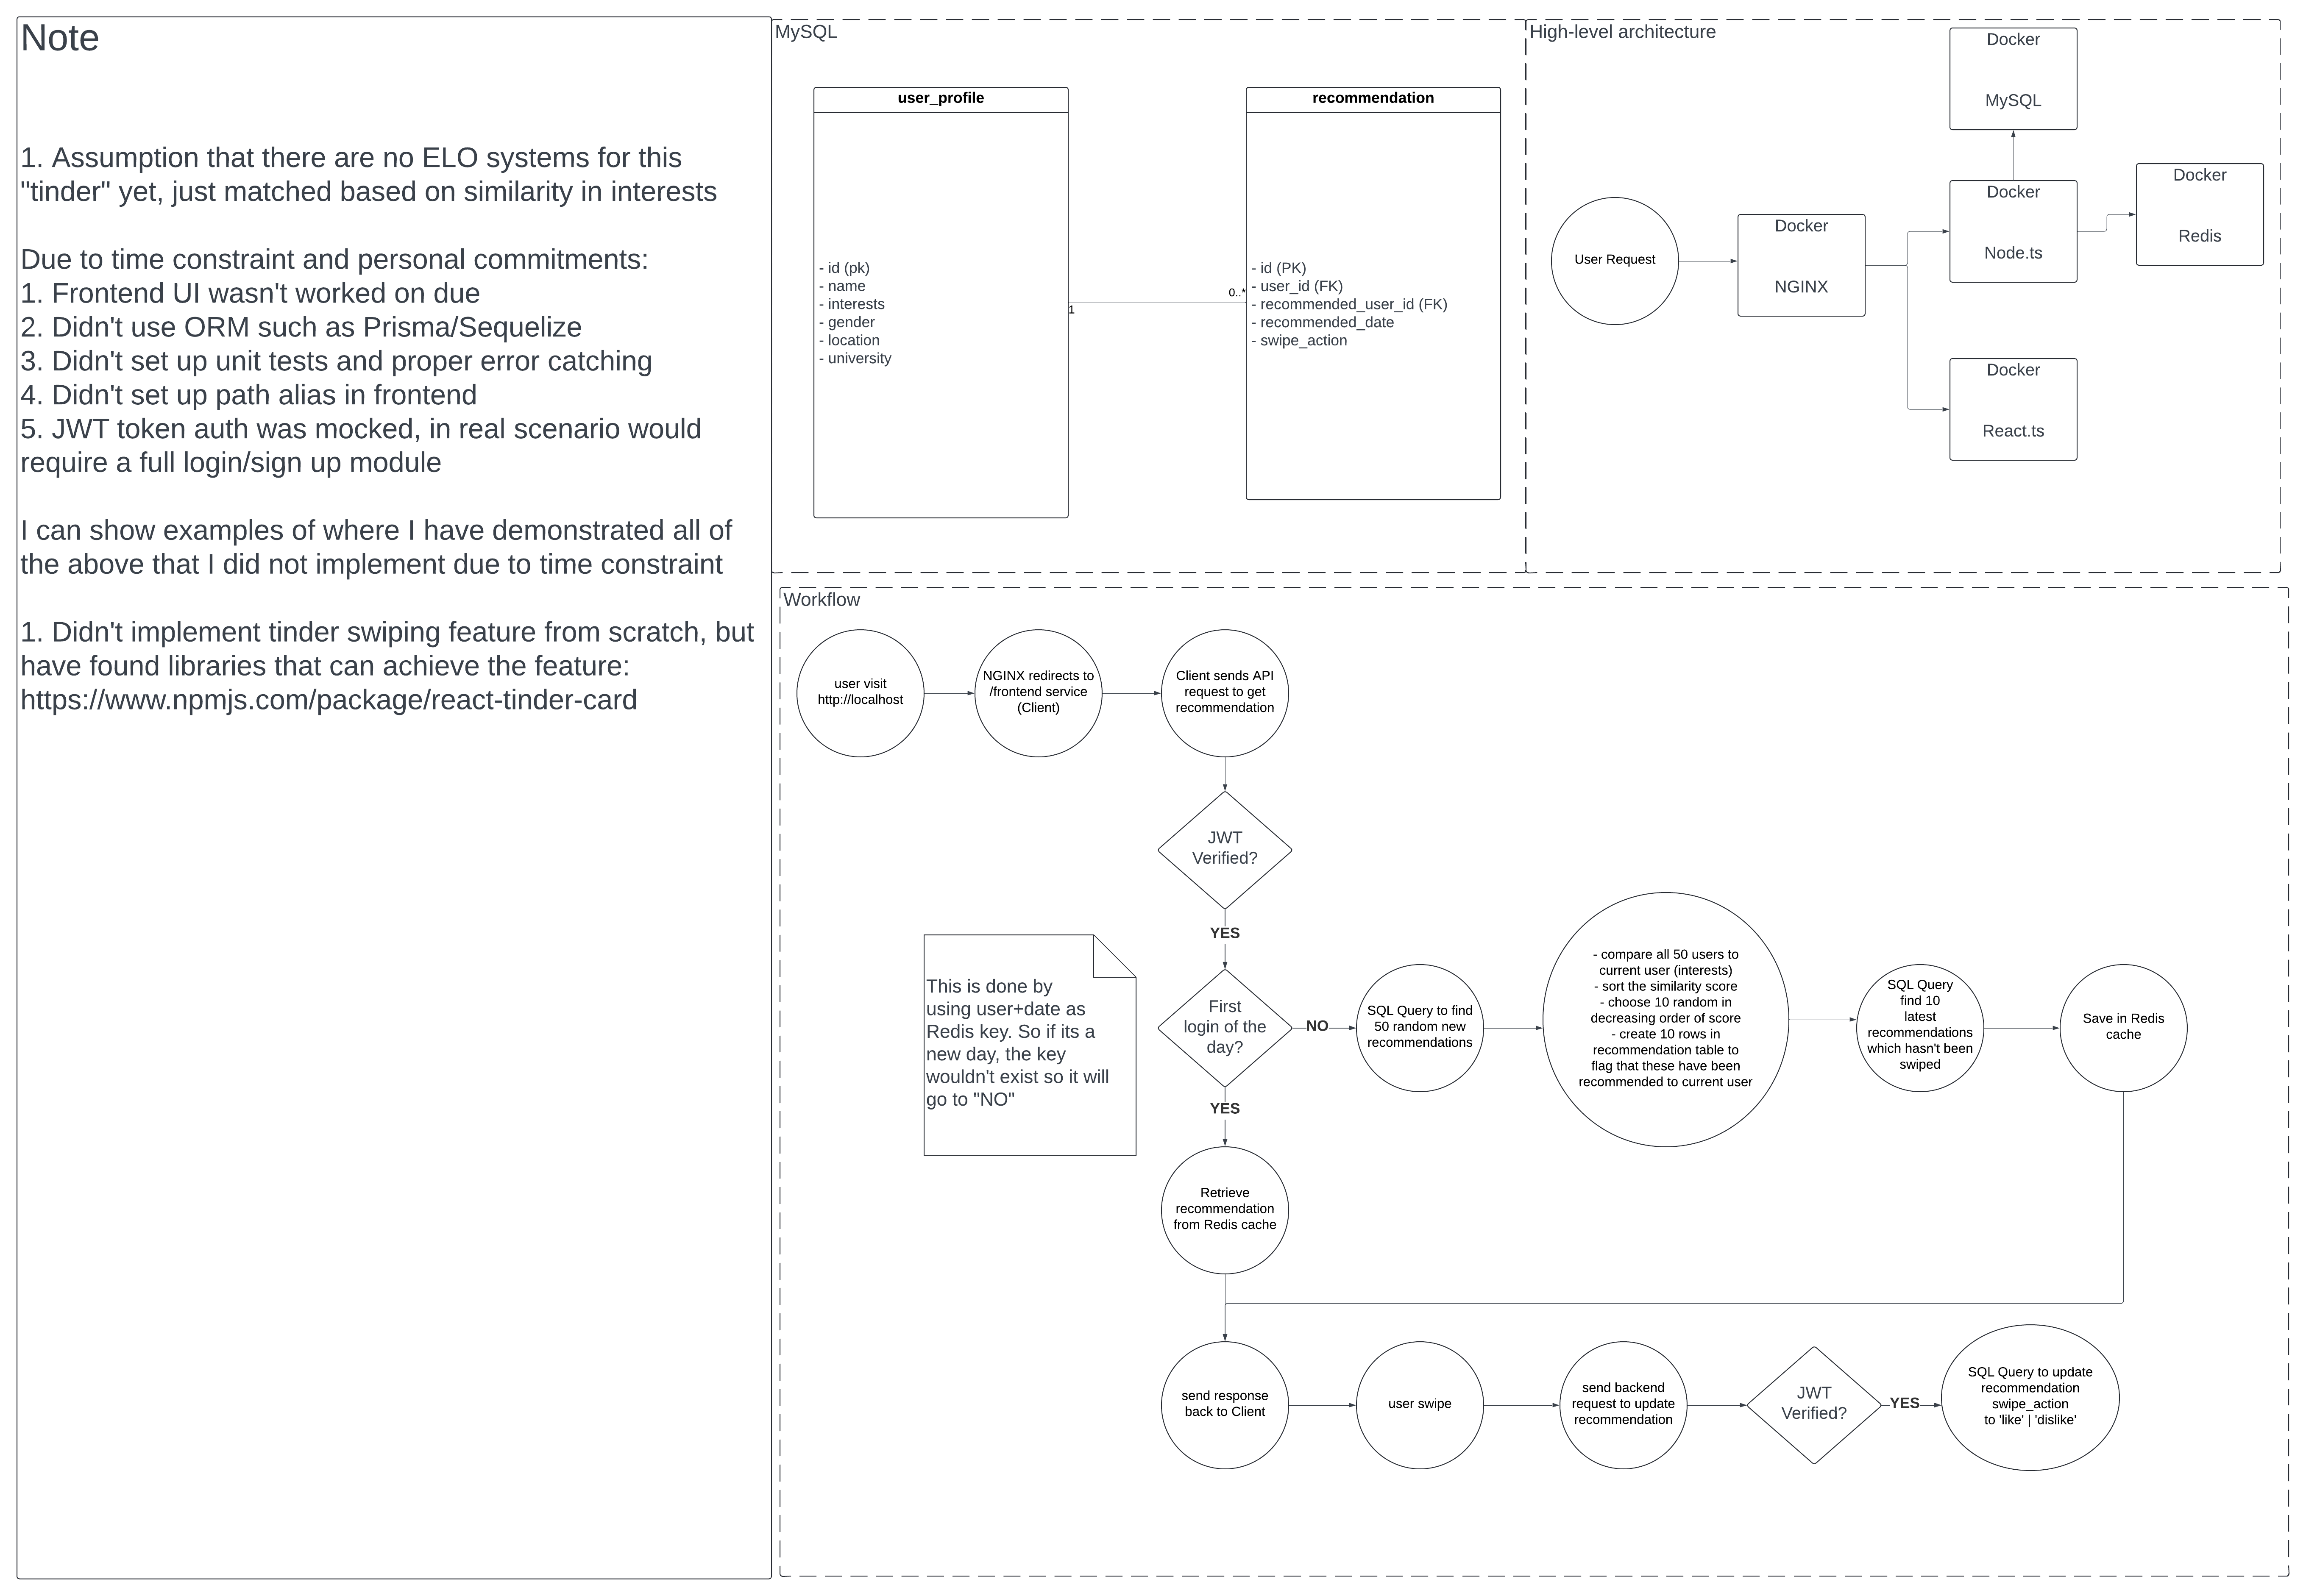 Note
1. Assumption that there are no ELO systems for this
"tinder" yet, just matched based on similarity in interests
Due to time constraint and personal commitments:
1. Frontend UI wasn't worked on due
2. Didn't use ORM such as Prisma/Sequelize
3. Didn't set up unit tests and proper error catching
4. Didn't set up path alias in frontend
5. JWT token auth was mocked, in real scenario would
require a full login/sign up module
I can show examples of where I have demonstrated all of
the above that I did not implement due to time constraint
1. Didn't implement tinder swiping feature from scratch, but
have found libraries that can achieve the feature:
https://www.npmjs.com/package/react-tinder-card
MySQL
user_profile
- id (pk)
- name
- interests
- gender
- location
- university
1
0..*
recommendation
- id (PK)
- user_id (FK)
- recommended_user_id (FK)
- recommended_date
- swipe_action
High-level architecture
User Request
Docker
NGINX
Docker
MySQL
Docker
Node.ts
Docker
Redis
Docker
React.ts
Workflow
user visit
http://localhost
NGINX redirects to
/frontend service
(Client)
Client sends API
request to get
recommendation
JWT
Verified?
YES
This is done by
using user+date as
Redis key. So if its a
new day, the key
wouldn't exist so it will
go to "NO"
First
login of the
day?
NO
SQL Query to find
50 random new
recommendations
- compare all 50 users to
current user (interests)
- sort the similarity score
- choose 10 random in
decreasing order of score
- create 10 rows in
recommendation table to
flag that these have been
recommended to current user
SQL Query
find 10
latest
recommendations
which hasn't been
swiped
Save in Redis
cache
YES
Retrieve
recommendation
from Redis cache
send response
back to Client
user swipe
send backend
request to update
recommendation
JWT
Verified?
YES
SQL Query to update
recommendation
swipe_action
to 'like' | 'dislike'